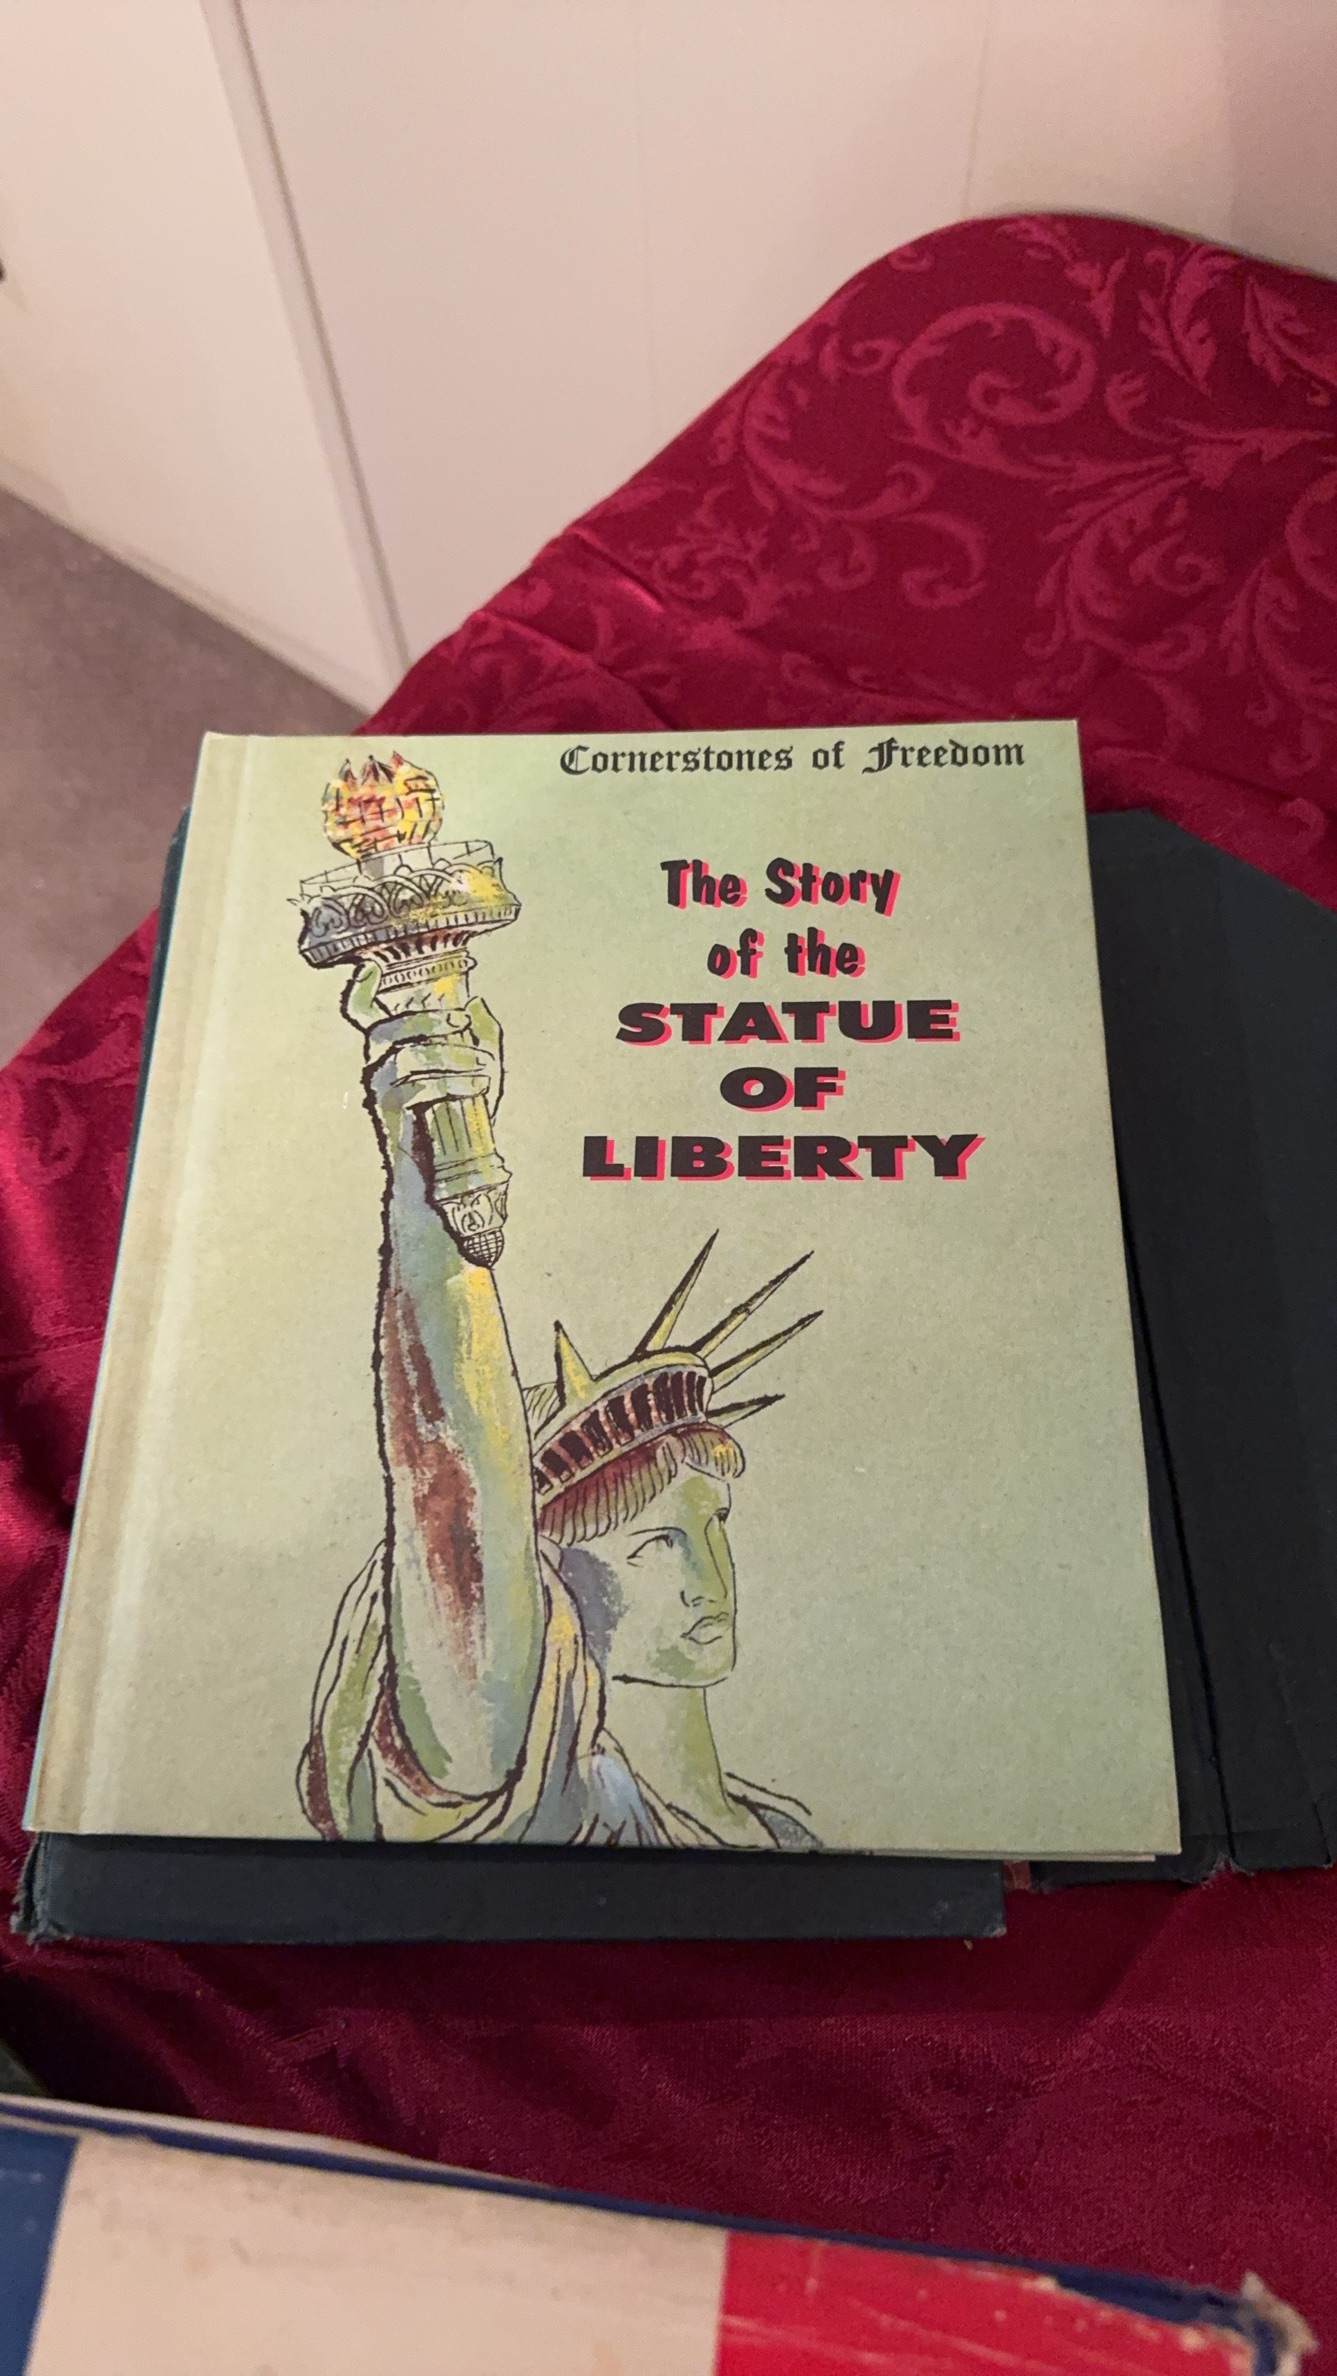 Cornerstones of Freedom
The Story
of the
STATUE
OF
LIBERTY